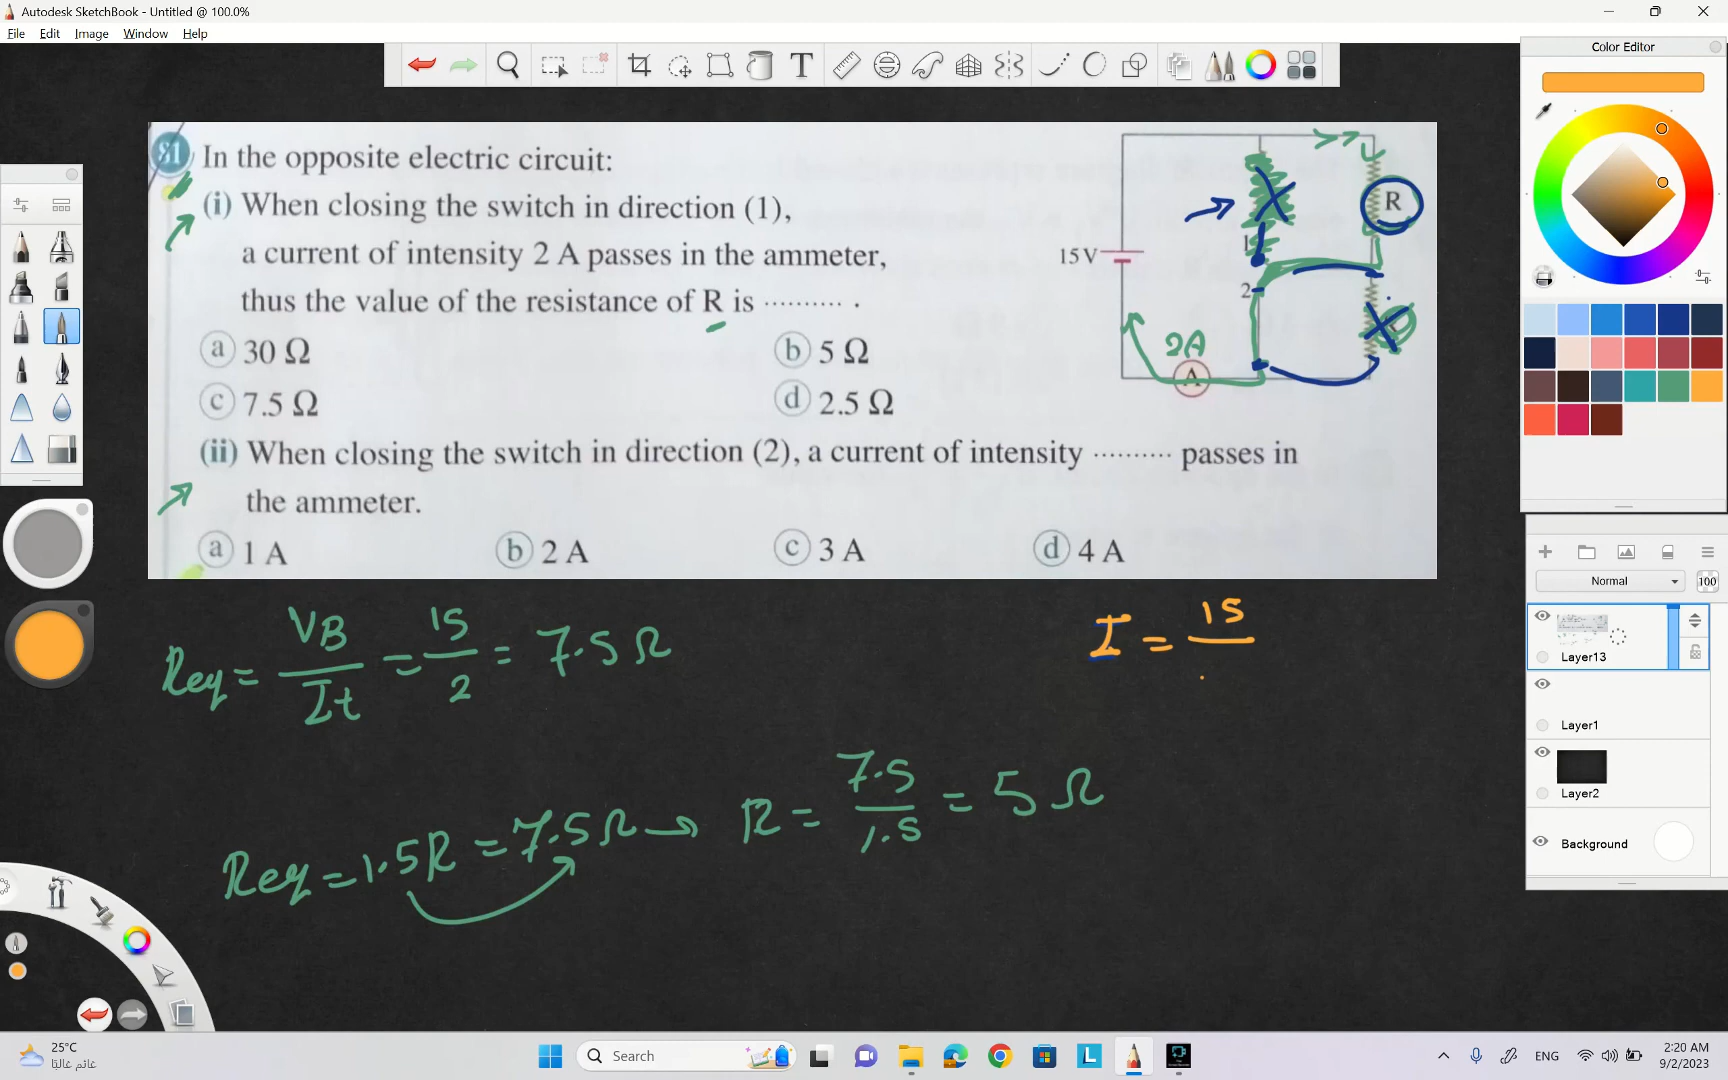 Autodesk SketchBook - Untitled @ 100.0%
File Edit Image Window Help
T
Color Editor
81 In the opposite electric circuit:
(i) When closing the switch in direction (1),
a current of intensity 2 A passes in the ammeter,
thus the value of the resistance of R is .......... .
a 30 Ω
b 5 Ω
c 7.5 Ω
d 2.5 Ω
(ii) When closing the switch in direction (2), a current of intensity .......... passes in
the ammeter.
a 1 A
b 2 A
c 3 A
d 4 A
15V
1
2
R
2A
A
Req = VB / It = 15 / 2 = 7.5 Ω
Req = 1.5R = 7.5Ω → R = 7.5 / 1.5 = 5 Ω
I = 15
Normal
100
Layer13
Layer1
Layer2
Background
25°C
غائم غالبًا
Search
L
ENG
2:20 AM
9/2/2023